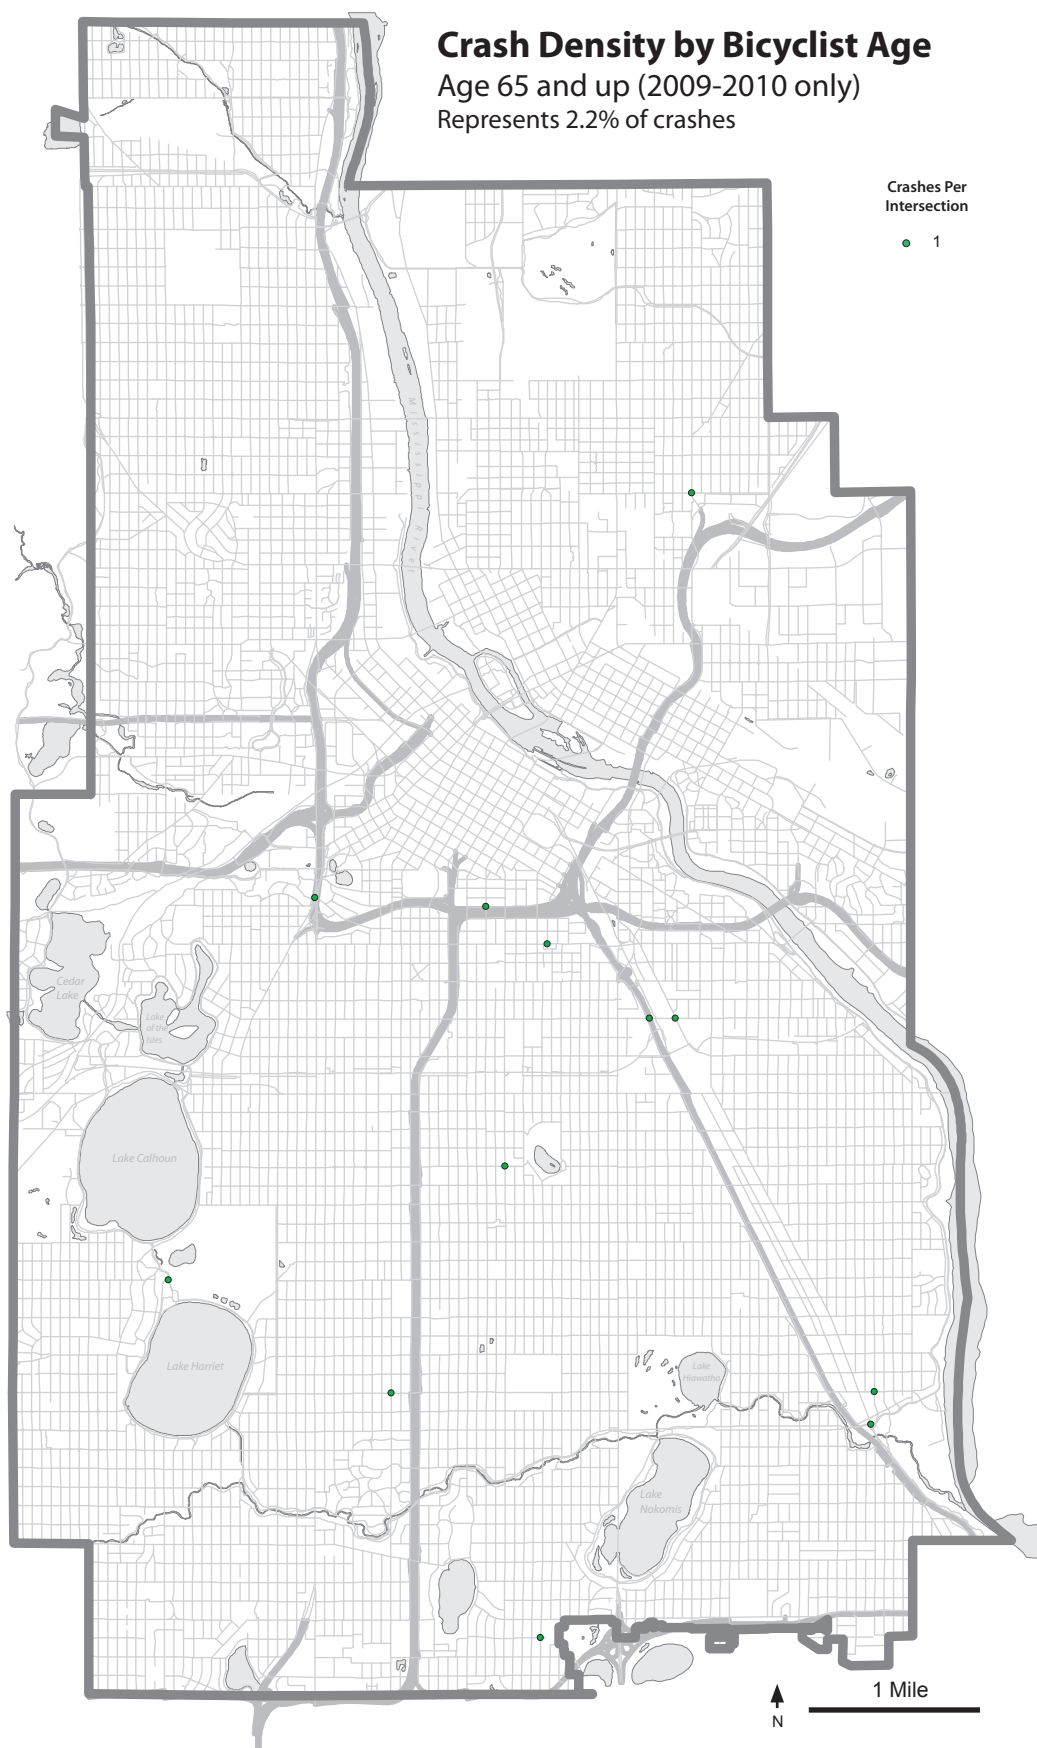 Crash Density by Bicyclist Age
Age 65 and up (2009-2010 only)
Represents 2.2% of crashes
Crashes Per
Intersection
1
Mississippi River
Cedar
Lake
Lake
of the
Isles
Lake Calhoun
Lake Harriet
Lake
Hiawatha
Lake
Nokomis
1 Mile
N